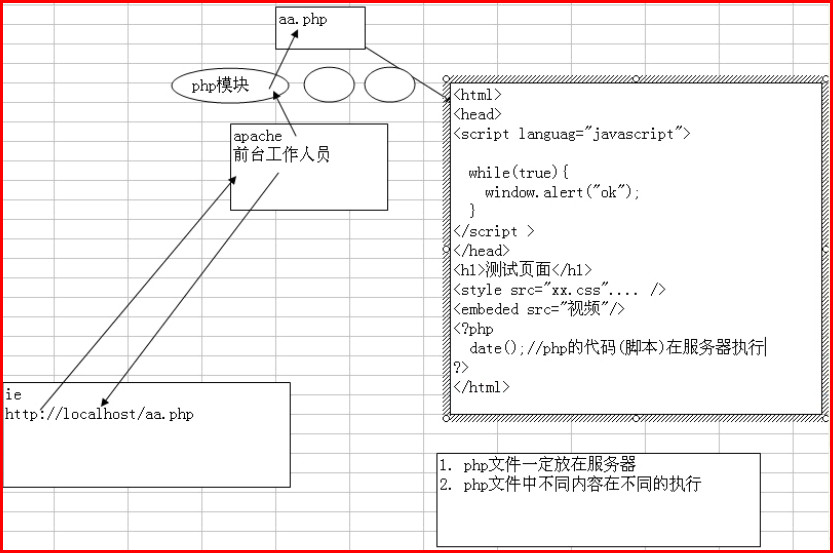 aa.php
php模块
apache
前台工作人员
<html>
<head>
<script languag="javascript">
while(true){
window.alert("ok");
}
</script >
</head>
<h1>测试页面</h1>
<style src="xx.css".... />
<embeded src="视频"/>
<?php
date();//php的代码(脚本)在服务器执行
?>
</html>
ie
http://localhost/aa.php
1. php文件一定放在服务器
2. php文件中不同内容在不同的执行